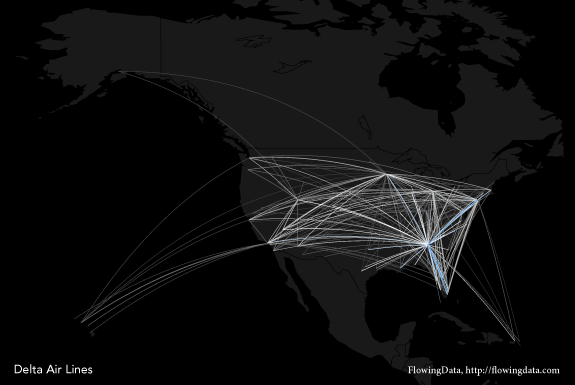 Delta Air Lines
FlowingData, http://flowingdata.com